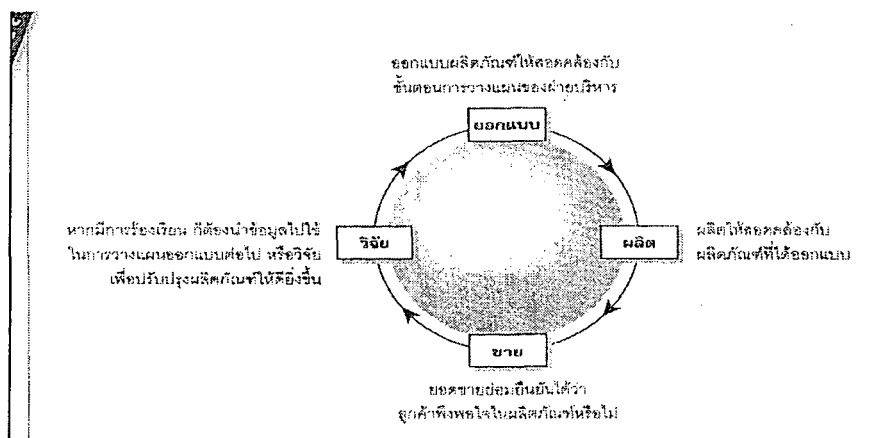 ออกแบบผลิตภัณฑ์ให้สอดคล้องกับ
ขั้นตอนการวางแผนของฝ่ายบริหาร
ออกแบบ
หากมีการร้องเรียน ก็ต้องนำข้อมูลไปใช้
ในการวางแผนออกแบบต่อไป หรือวิจัย
เพื่อปรับปรุงผลิตภัณฑ์ให้ดียิ่งขึ้น
วิจัย
ผลิต
ผลิตให้สอดคล้องกับ
ผลิตภัณฑ์ที่ได้ออกแบบ
ขาย
ยอดขายย่อมยืนยันได้ว่า
ลูกค้าพึงพอใจในผลิตภัณฑ์หรือไม่